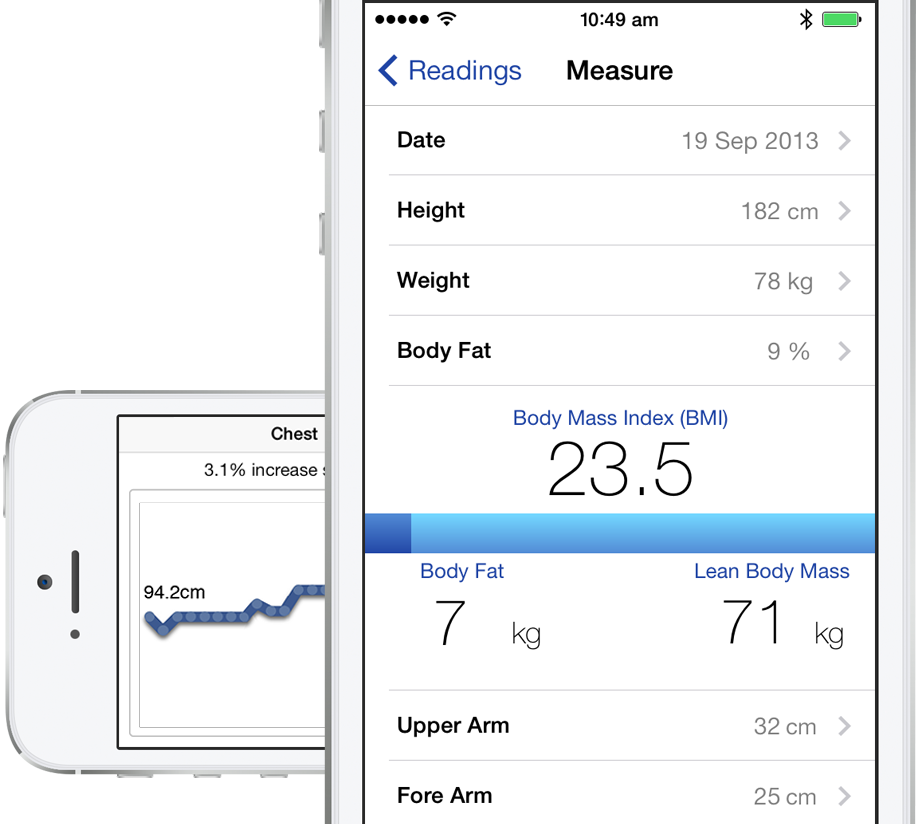 10:49 am
Readings Measure
Date 19 Sep 2013
Height 182 cm
Weight 78 kg
Body Fat 9 %
Body Mass Index (BMI)
23.5
Body Fat Lean Body Mass
7 kg 71 kg
Upper Arm 32 cm
Fore Arm 25 cm
Chest
3.1% increase
94.2cm